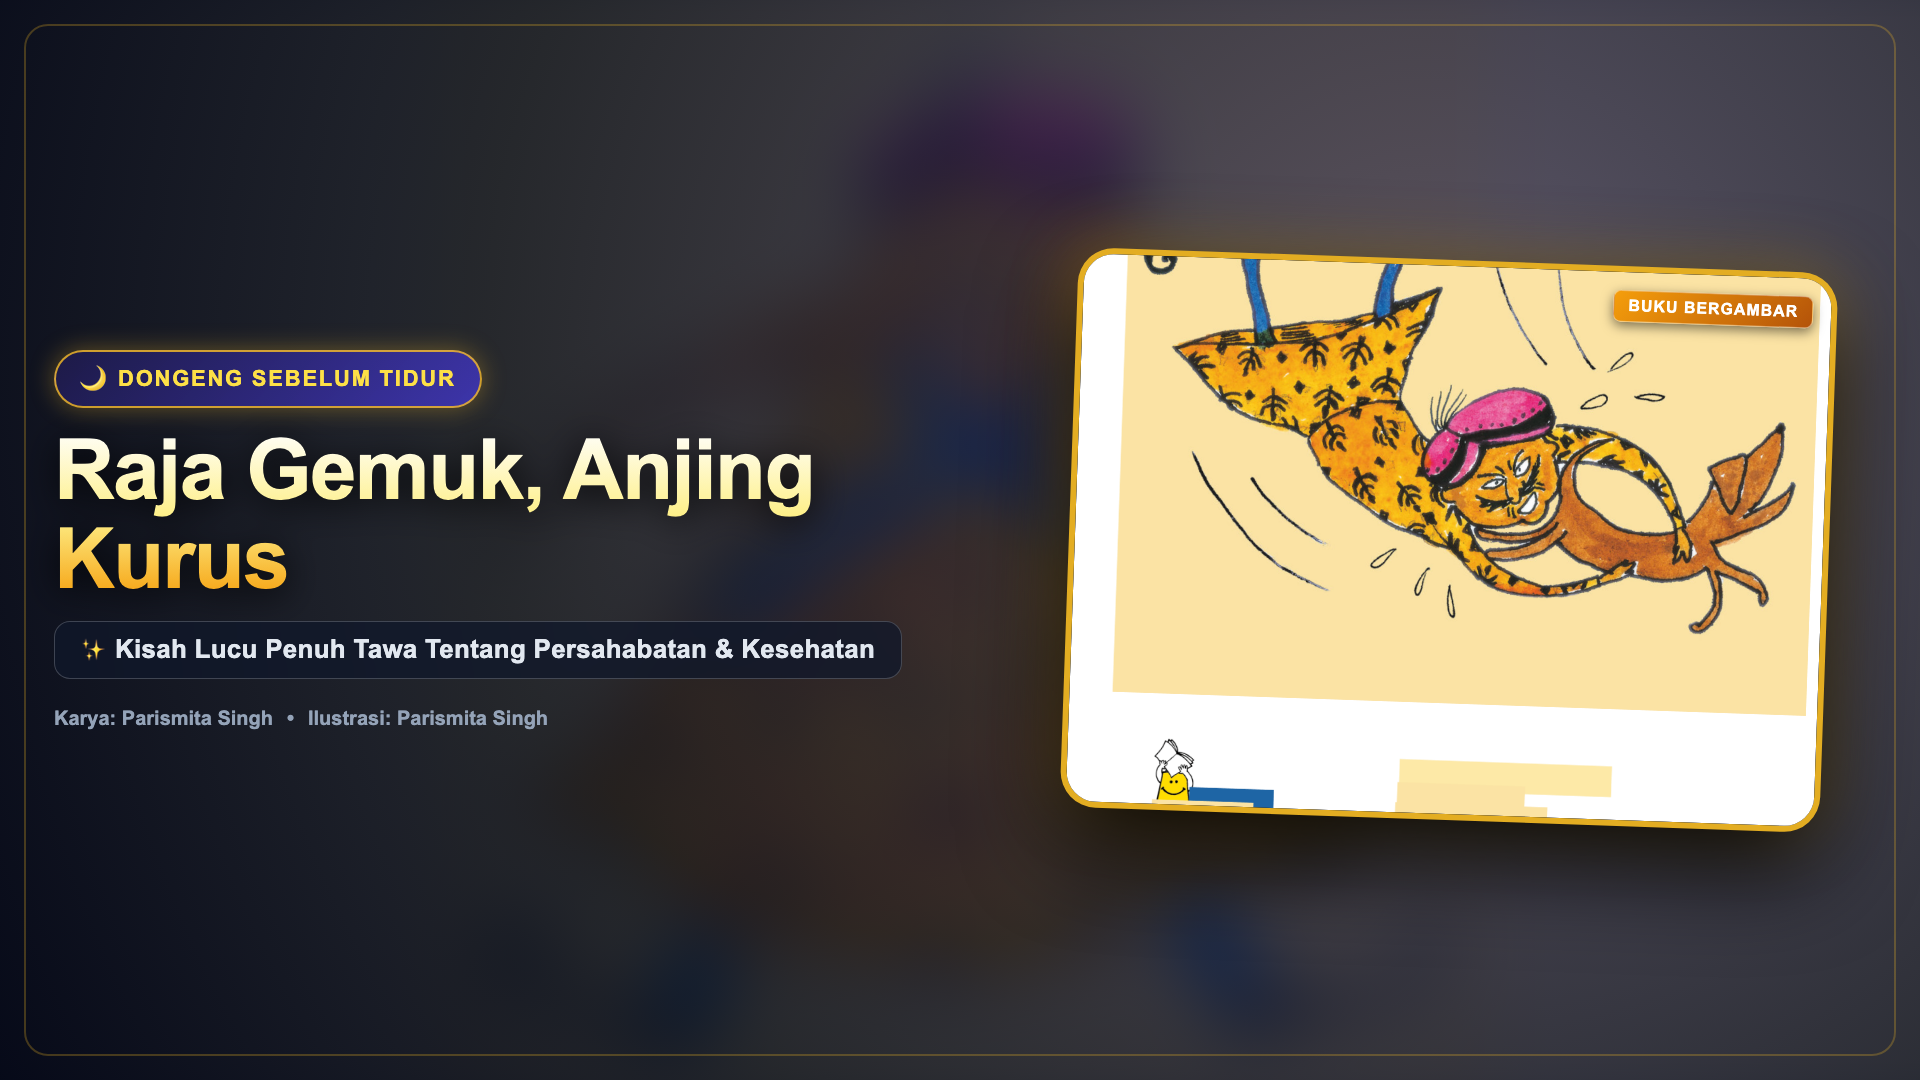 🌙 DONGENG SEBELUM TIDUR
Raja Gemuk, Anjing
Kurus
✨ Kisah Lucu Penuh Tawa Tentang Persahabatan & Kesehatan
Karya: Parismita Singh • Ilustrasi: Parismita Singh
G
BUKU BERGAMBAR